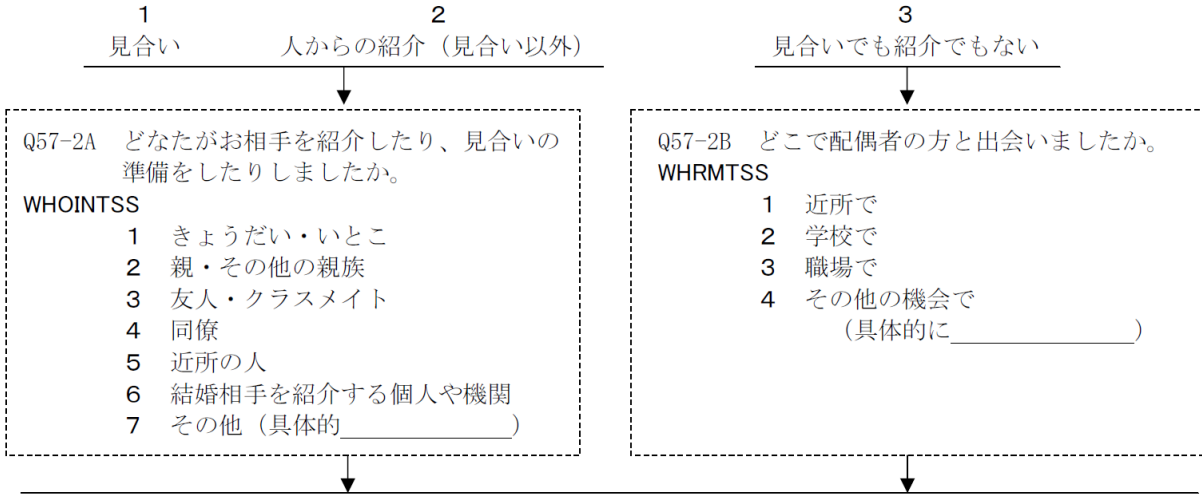 1 2 3
見合い 人からの紹介（見合い以外） 見合いでも紹介でもない
Q57-2A どなたがお相手を紹介したり、見合いの
準備をしたりしましたか。
WHOINTSS
1 きょうだい・いとこ
2 親・その他の親族
3 友人・クラスメイト
4 同僚
5 近所の人
6 結婚相手を紹介する個人や機関
7 その他（具体的＿＿＿＿＿＿＿＿）
Q57-2B どこで配偶者の方と出会いましたか。
WHRMTSS
1 近所で
2 学校で
3 職場で
4 その他の機会で
（具体的に＿＿＿＿＿＿＿＿＿）